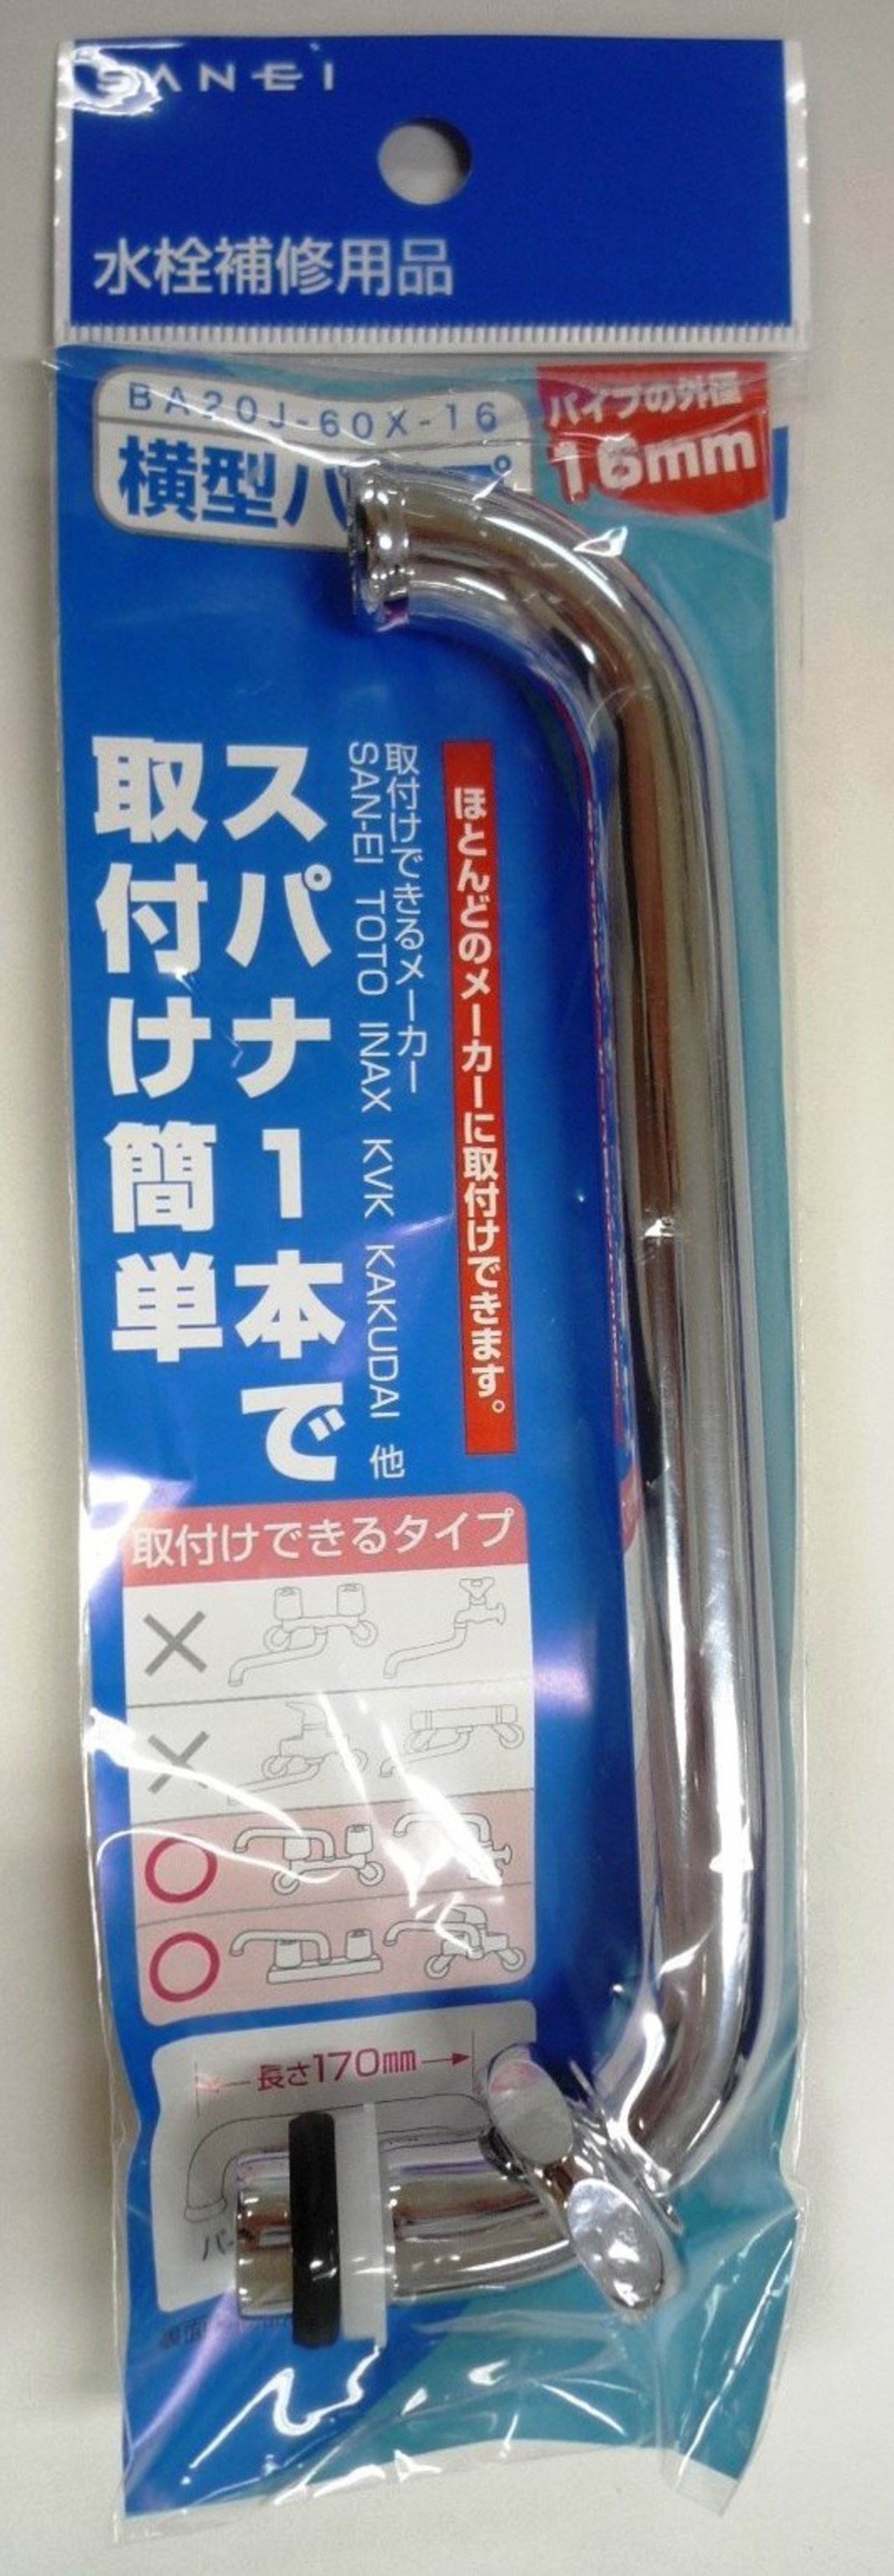 SANEI
水栓補修用品
BA20J-60X-16
横型パイプ
パイプの外径
16mm
ほとんどのメーカーに取付けできます。
取付けできるメーカー
SAN-EI TOTO INAX KVK KAKUDAI 他
スパナ1本で
取付け簡単
取付けできるタイプ
長さ170mm